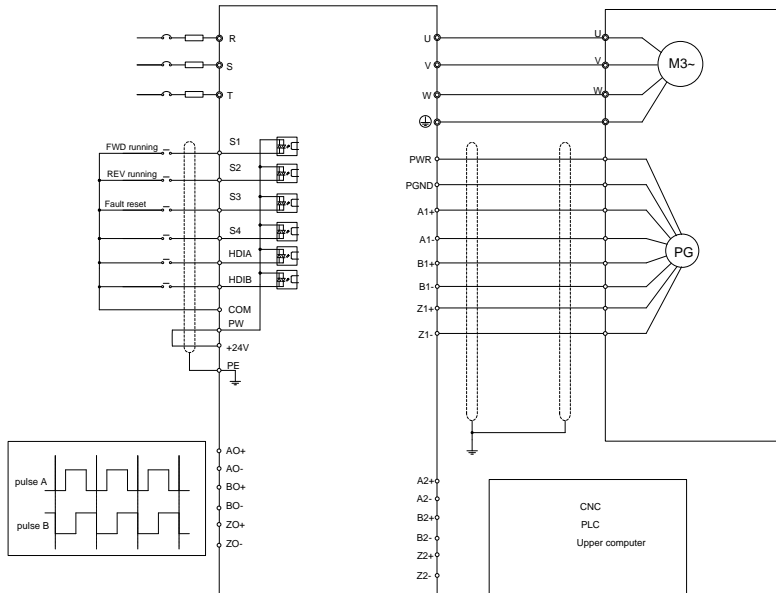 R
S
T
FWD running
REV running
Fault reset
S1
S2
S3
S4
HDIA
HDIB
COM
PW
+24V
PE
pulse A
pulse B
AO+
AO-
BO+
BO-
ZO+
ZO-
U
V
W
PWR
PGND
A1+
A1-
B1+
B1-
Z1+
Z1-
A2+
A2-
B2+
B2-
Z2+
Z2-
U
V
W
M3~
PG
CNC
PLC
Upper computer